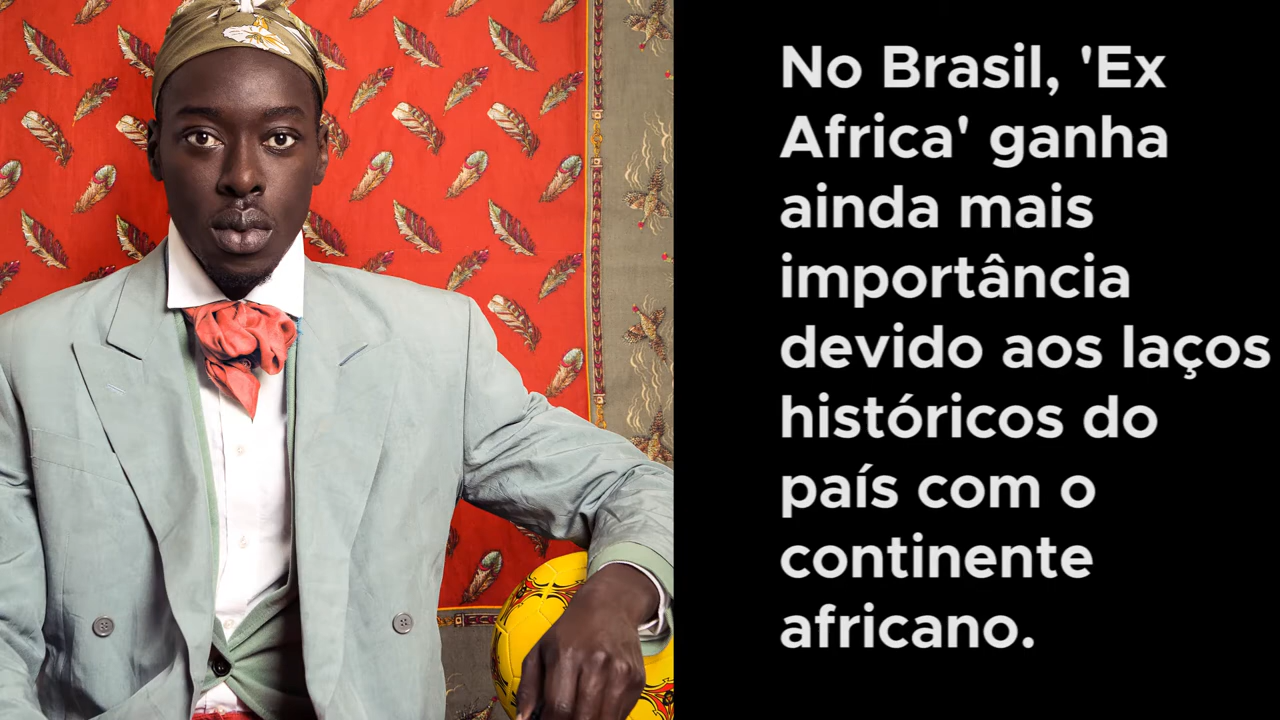 No Brasil, 'Ex
Africa' ganha
ainda mais
importância
devido aos laços
históricos do
país com o
continente
africano.